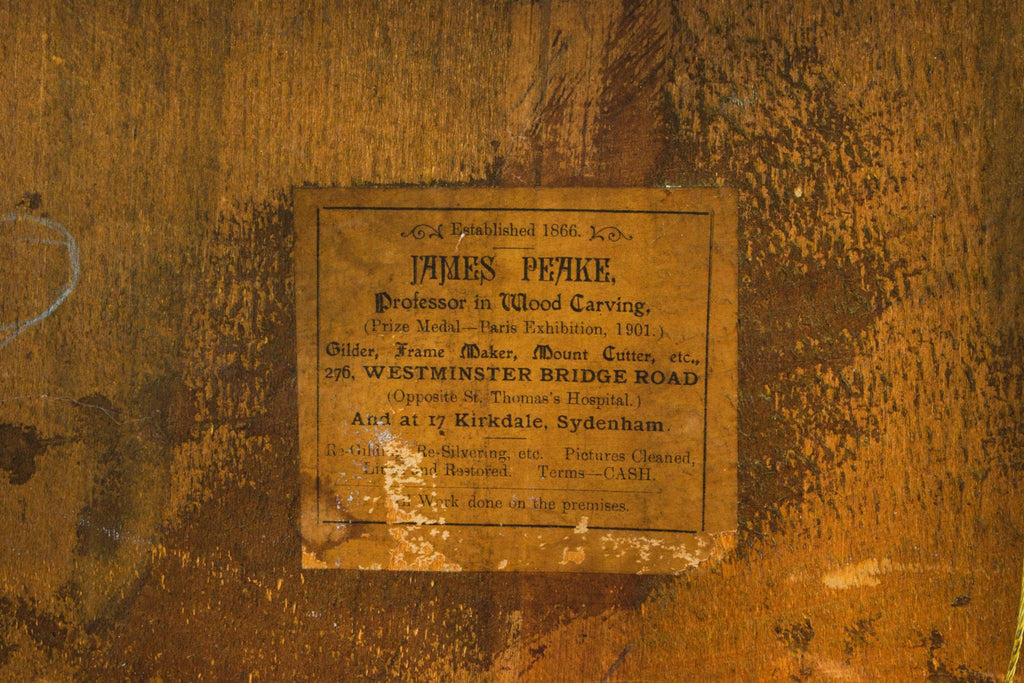 Established 1866.
JAMES PEAKE,
Professor in Wood Carving,
(Prize Medal—Paris Exhibition, 1901.)
Gilder, Frame Maker, Mount Cutter, etc.,
276, WESTMINSTER BRIDGE ROAD
(Opposite St. Thomas's Hospital.)
And at 17 Kirkdale, Sydenham.
Re-Silvering, etc. Pictures Cleaned,
and Restored. Terms—CASH.
Work done on the premises.